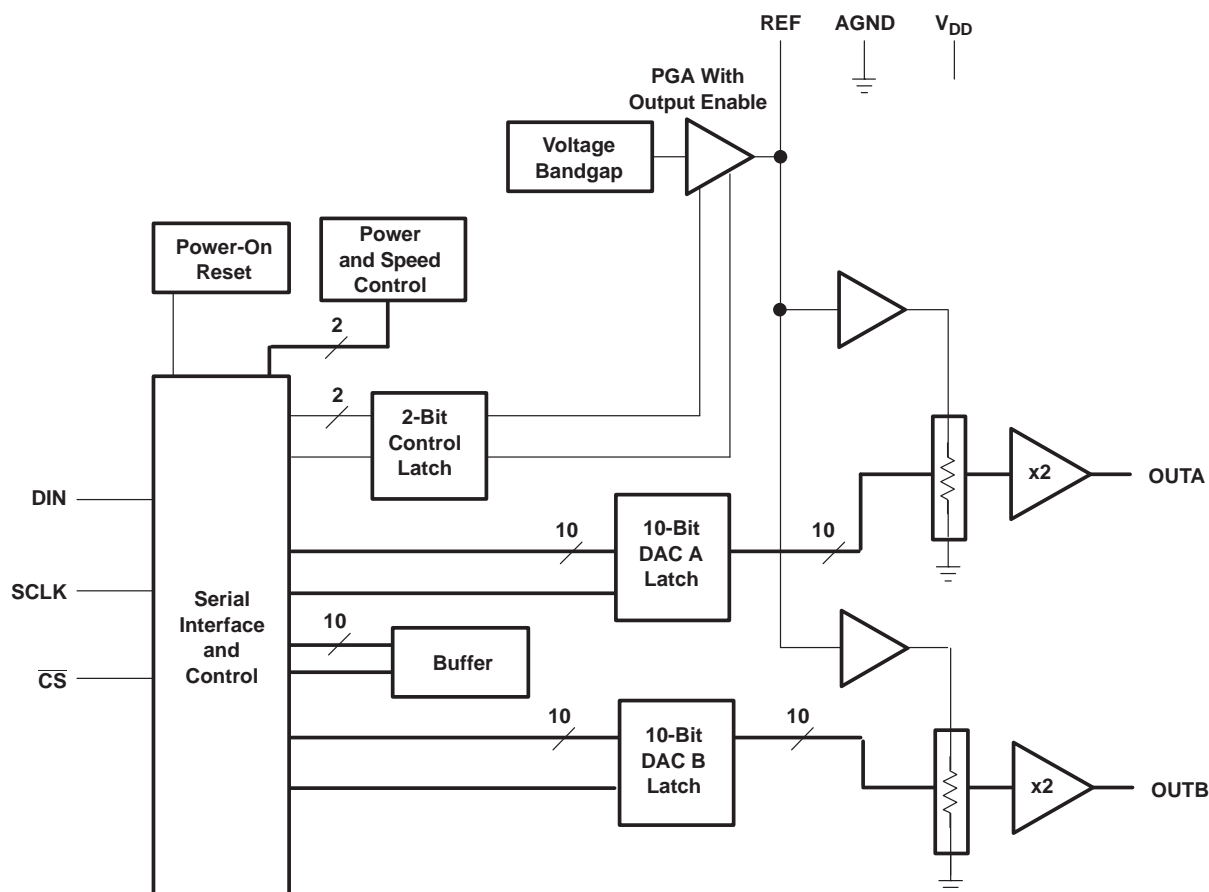 REF AGND VDD
PGA With
Output Enable
Voltage
Bandgap
Power-On
Reset
Power
and Speed
Control
2
2
2-Bit
Control
Latch
x2
OUTA
DIN
10
10-Bit
DAC A
Latch
10
SCLK
Serial
Interface
and
Control
10
Buffer
CS
10
10-Bit
DAC B
Latch
10
x2
OUTB